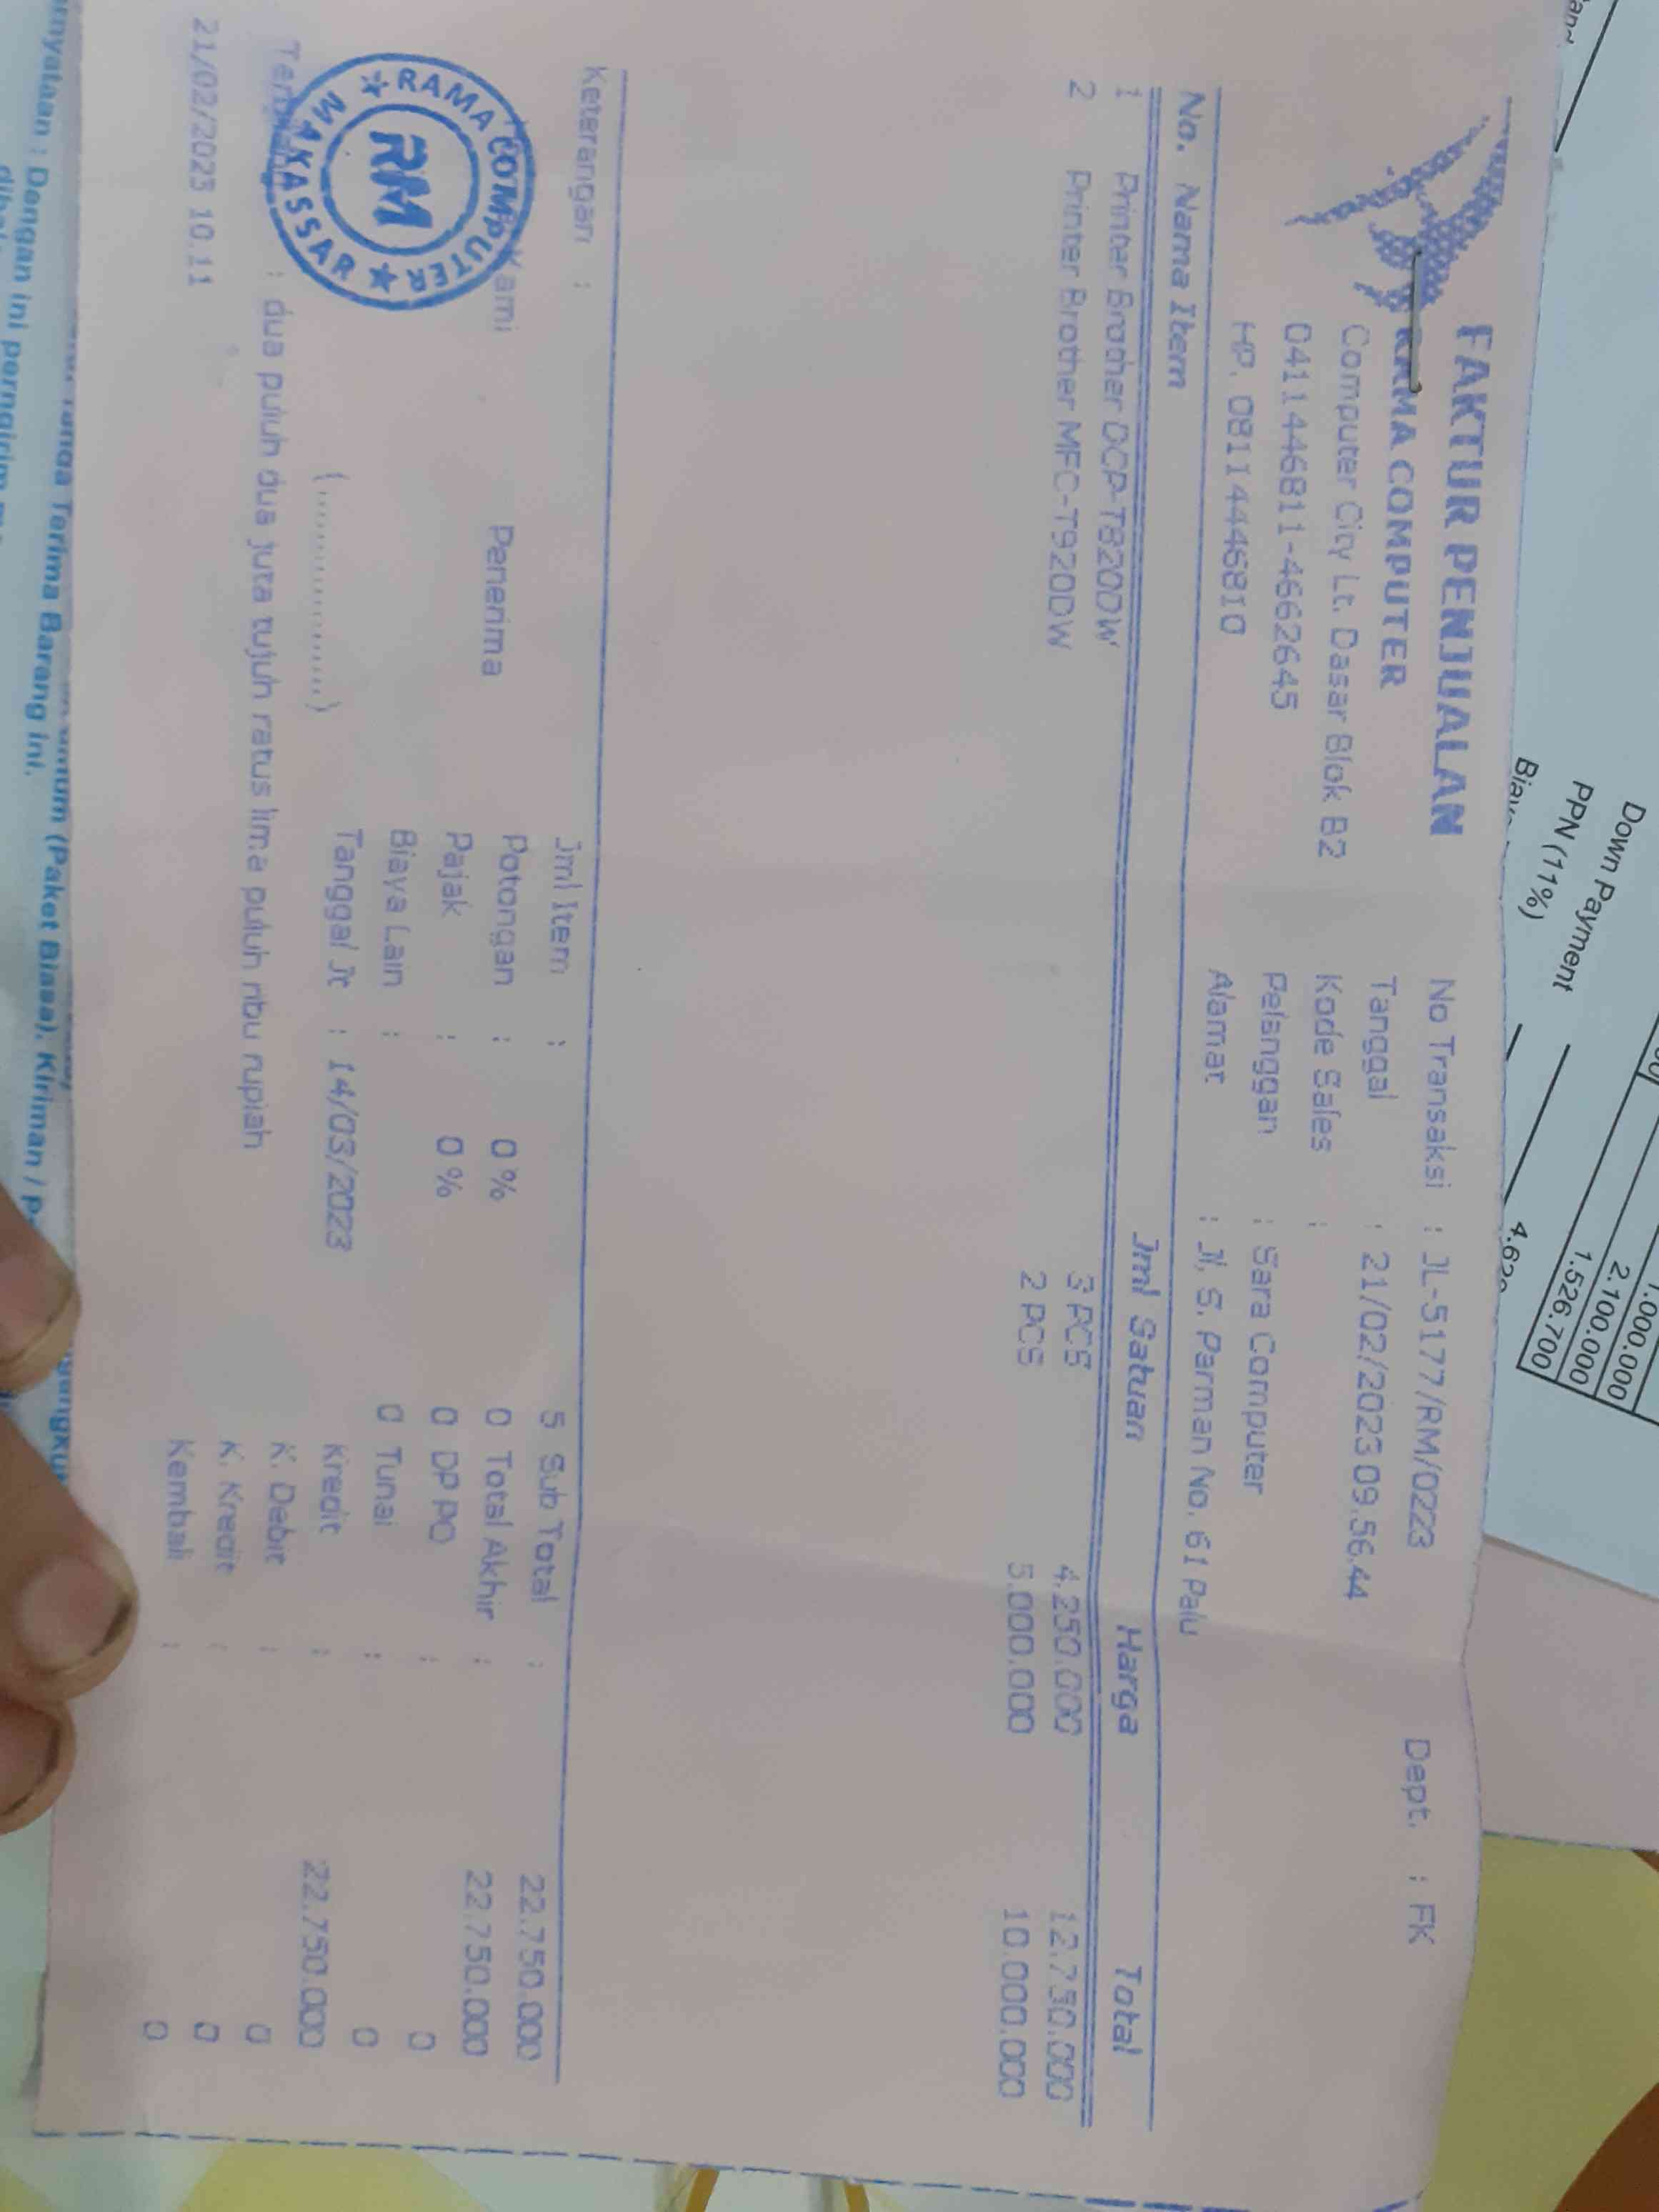 FAKTUR PENJUALAN
RAMA COMPUTER
Computer City Lt. Dasar Blok B2
0411446811-4662645
HP. 08114446810
No Transaksi : JL-5177/RM/0223
Dept. : FK
Tanggal : 21/02/2023 09.56.44
Kode Sales :
Pelanggan : Sara Computer
Alamat : Jl, S. Parman No. 61 Palu
No. Nama Item Jml Satuan Harga Total
1 Printer Brother DCP-T820DW 3 PCS 4.250.000 12.750.000
2 Printer Brother MFC-T920DW 2 PCS 5.000.000 10.000.000
Keterangan :
Jml Item : 5 Sub Total : 22.750.000
Potongan : 0 % 0 Total Akhir : 22.750.000
Pajak : 0 % 0 DP PO : 0
Biaya Lain : 0 Tunai : 0
Tanggal Jt : 14/03/2023 Kredit : 22.750.000
K. Debit : 0
K. Kredit : 0
Kembali : 0
Penerima
(..................)
: dua puluh dua juta tujuh ratus lima puluh ribu rupiah
21/02/2023 10.11
RAMA COMPUTER
RM
MAKASSAR
Down Payment 2.100.000
PPN (11%) 1.526.700
Terima Barang ini.
(Paket Biasa), Kiriman /
: Dengan ini